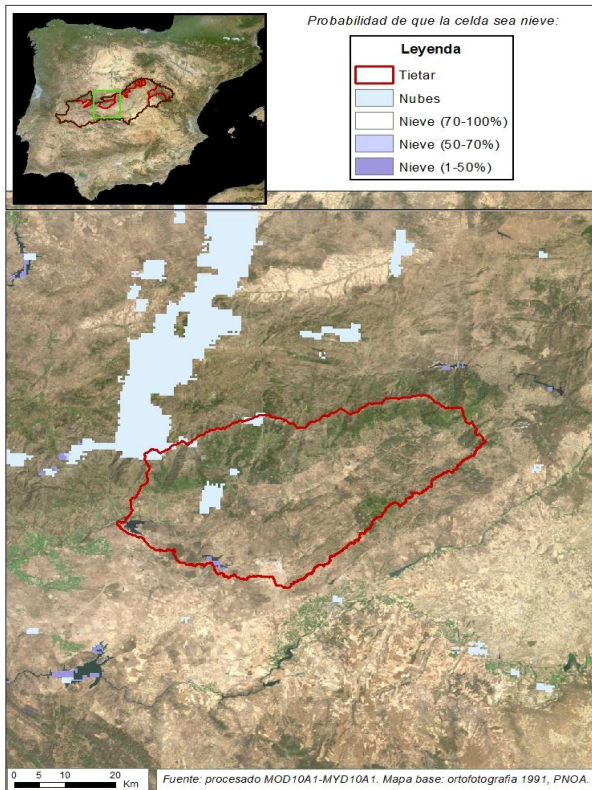 Probabilidad de que la celda sea nieve:
Leyenda
Tietar
Nubes
Nieve (70-100%)
Nieve (50-70%)
Nieve (1-50%)
0 5 10 20
Km
Fuente: procesado MOD10A1-MYD10A1. Mapa base: ortofotografia 1991, PNOA.